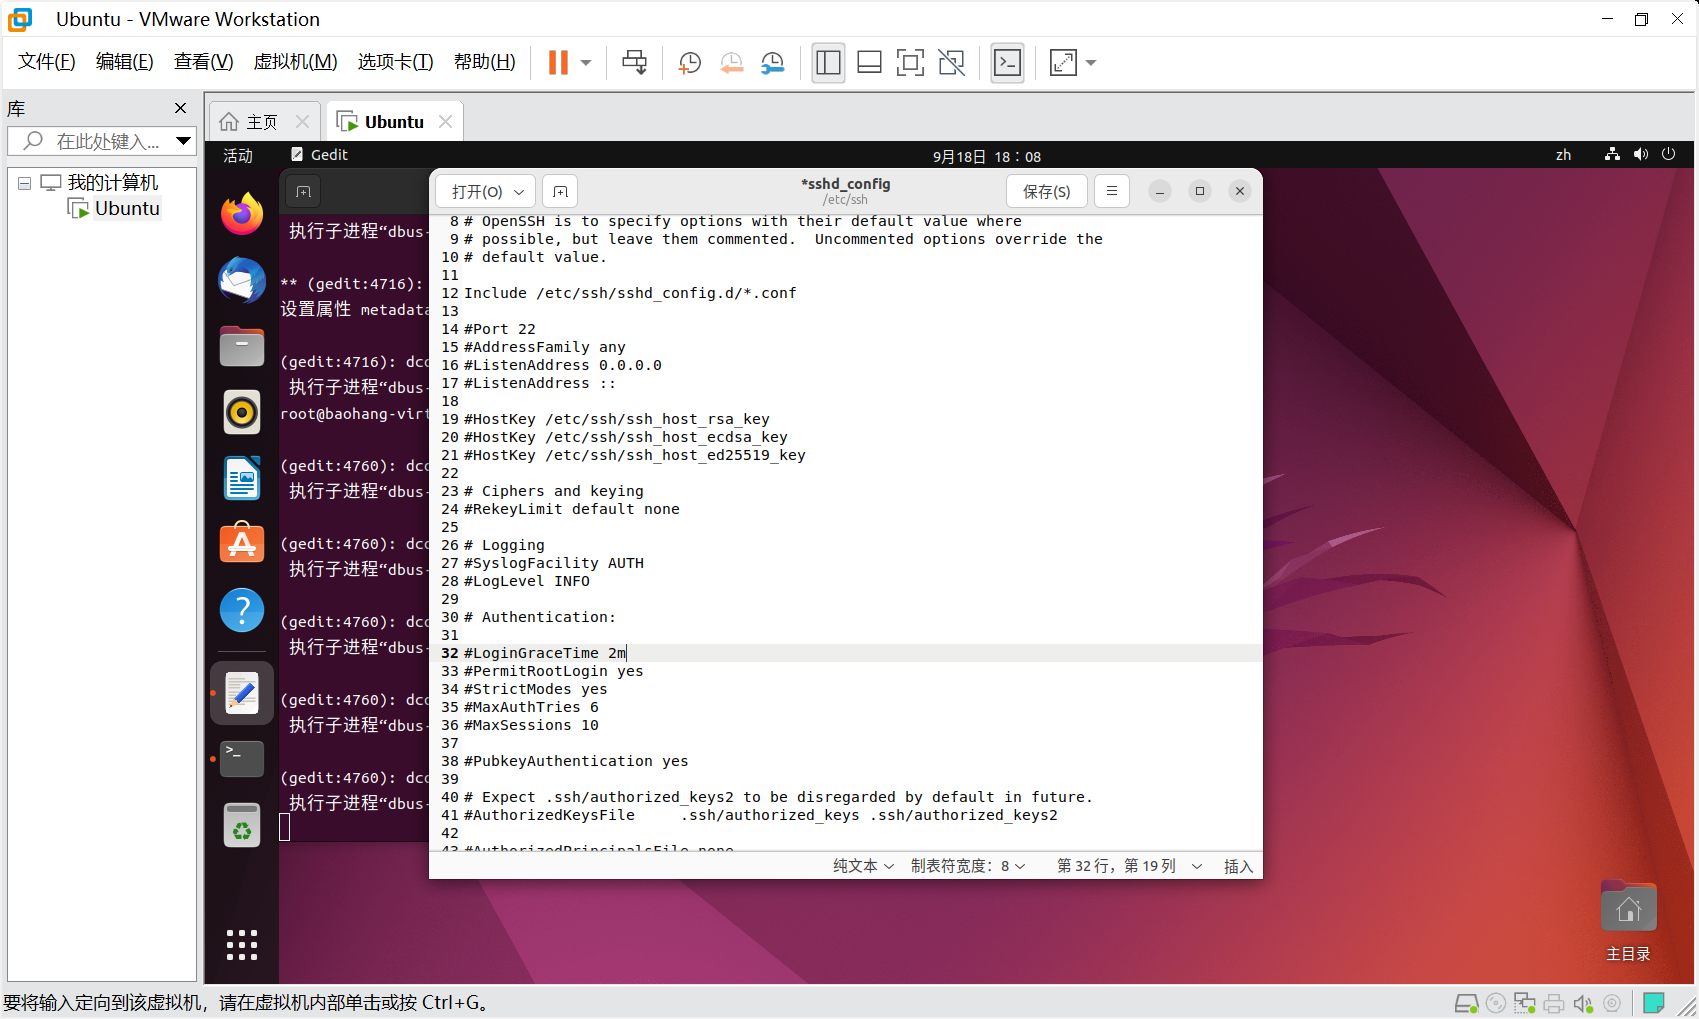 Ubuntu - VMware Workstation
文件(F) 编辑(E) 查看(V) 虚拟机(M) 选项卡(T) 帮助(H)
库
在此处键入...
我的计算机
Ubuntu
主页
Ubuntu
活动 Gedit 9月18日 18：08 zh
打开(O)
*sshd_config
/etc/ssh
保存(S)
执行子进程“dbus-
** (gedit:4716):
设置属性 metadata
(gedit:4716): dco
执行子进程“dbus-
root@baohang-virt
(gedit:4760): dco
执行子进程“dbus-
(gedit:4760): dco
执行子进程“dbus-
(gedit:4760): dco
执行子进程“dbus-
(gedit:4760): dco
执行子进程“dbus-
(gedit:4760): dco
执行子进程“dbus-
8 # OpenSSH is to specify options with their default value where
9 # possible, but leave them commented.  Uncommented options override the
10 # default value.
11
12 Include /etc/ssh/sshd_config.d/*.conf
13
14 #Port 22
15 #AddressFamily any
16 #ListenAddress 0.0.0.0
17 #ListenAddress ::
18
19 #HostKey /etc/ssh/ssh_host_rsa_key
20 #HostKey /etc/ssh/ssh_host_ecdsa_key
21 #HostKey /etc/ssh/ssh_host_ed25519_key
22
23 # Ciphers and keying
24 #RekeyLimit default none
25
26 # Logging
27 #SyslogFacility AUTH
28 #LogLevel INFO
29
30 # Authentication:
31
32 #LoginGraceTime 2m
33 #PermitRootLogin yes
34 #StrictModes yes
35 #MaxAuthTries 6
36 #MaxSessions 10
37
38 #PubkeyAuthentication yes
39
40 # Expect .ssh/authorized_keys2 to be disregarded by default in future.
41 #AuthorizedKeysFile     .ssh/authorized_keys .ssh/authorized_keys2
42
43 #AuthorizedPrincipalsFile none
纯文本 制表符宽度：8 第 32 行，第 19 列 插入
主目录
要将输入定向到该虚拟机，请在虚拟机内部单击或按 Ctrl+G。